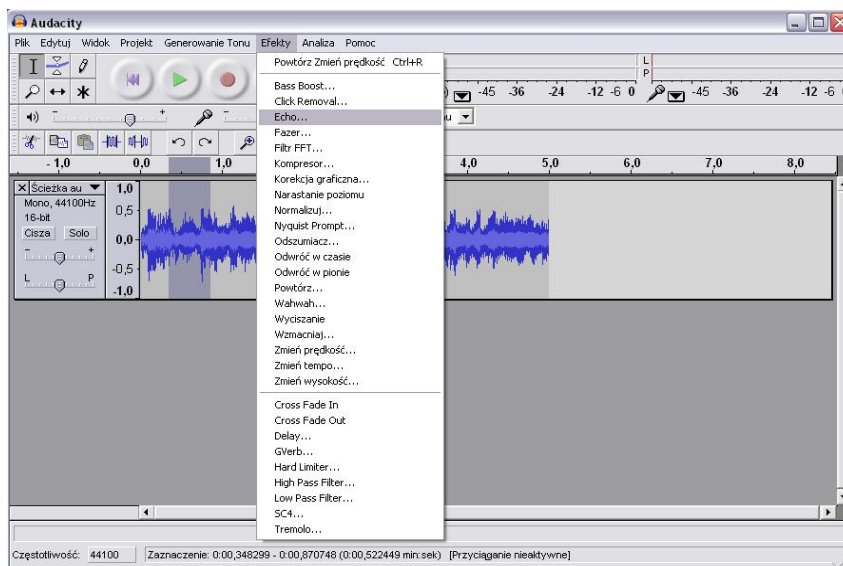 Audacity
Plik Edytuj Widok Projekt Generowanie Tonu Efekty Analiza Pomoc
Powtórz Zmień prędkość Ctrl+R
Bass Boost...
Click Removal...
Echo...
Fazer...
Filtr FFT...
Kompresor...
Korekcja graficzna...
Narastanie poziomu
Normalizuj...
Nyquist Prompt...
Odszumiacz...
Odwróć w czasie
Odwróć w pionie
Powtórz...
Wahwah...
Wyciszanie
Wzmacniaj...
Zmień prędkość...
Zmień tempo...
Zmień wysokość...
Cross Fade In
Cross Fade Out
Delay...
GVerb...
Hard Limiter...
High Pass Filter...
Low Pass Filter...
SC4...
Tremolo...
L
P
-45 -36 -24 -12 -6 0 -45 -36 -24 -12 -6
- 1,0 0,0 1,0 4,0 5,0 6,0 7,0 8,0
Ścieżka au
Mono, 44100Hz
16-bit
Cisza Solo
- +
L P
1,0
0,5
0,0
-0,5
-1,0
Częstotliwość: 44100 Zaznaczenie: 0:00,348299 - 0:00,870748 (0:00,522449 min:sek) [Przyciąganie nieaktywne]